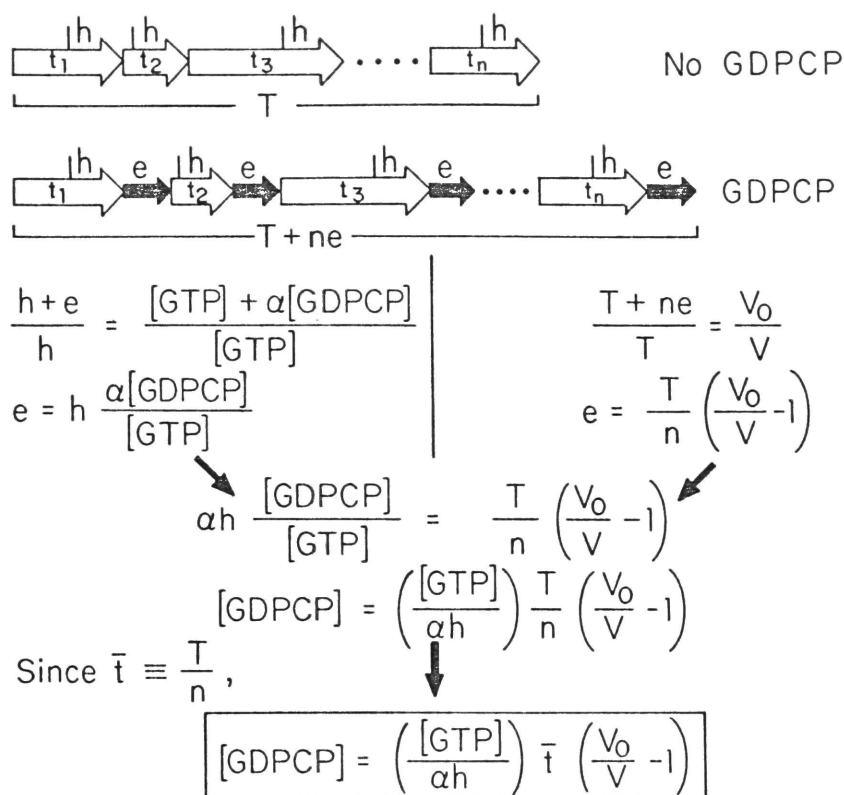 h h h h
t₁ t₂ t₃ •••• tₙ No GDPCP
T
h e h e h e h e
t₁ t₂ t₃ •••• tₙ GDPCP
T + ne
(h + e)/h = ([GTP] + α[GDPCP])/[GTP]
(T + ne)/T = V₀/V
e = h α[GDPCP]/[GTP]
e = T/n (V₀/V - 1)
αh [GDPCP]/[GTP] = T/n (V₀/V - 1)
[GDPCP] = ([GTP]/αh) T/n (V₀/V - 1)
Since t̄ ≡ T/n ,
[GDPCP] = ([GTP]/αh) t̄ (V₀/V - 1)